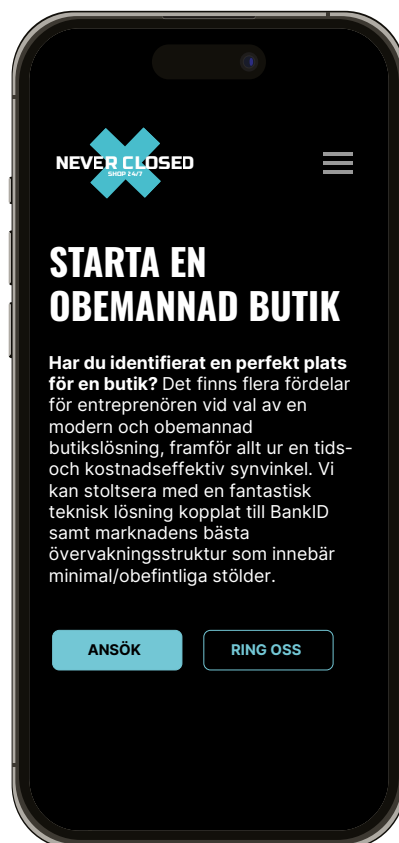 NEVER CLOSED
SHOP 24/7
STARTA EN
OBEMANNAD BUTIK
Har du identifierat en perfekt plats
för en butik? Det finns flera fördelar
för entreprenören vid val av en
modern och obemannad
butikslösning, framför allt ur en tids-
och kostnadseffektiv synvinkel. Vi
kan stoltsera med en fantastisk
teknisk lösning kopplat till BankID
samt marknadens bästa
övervakningsstruktur som innebär
minimal/obefintliga stölder.
ANSÖK
RING OSS